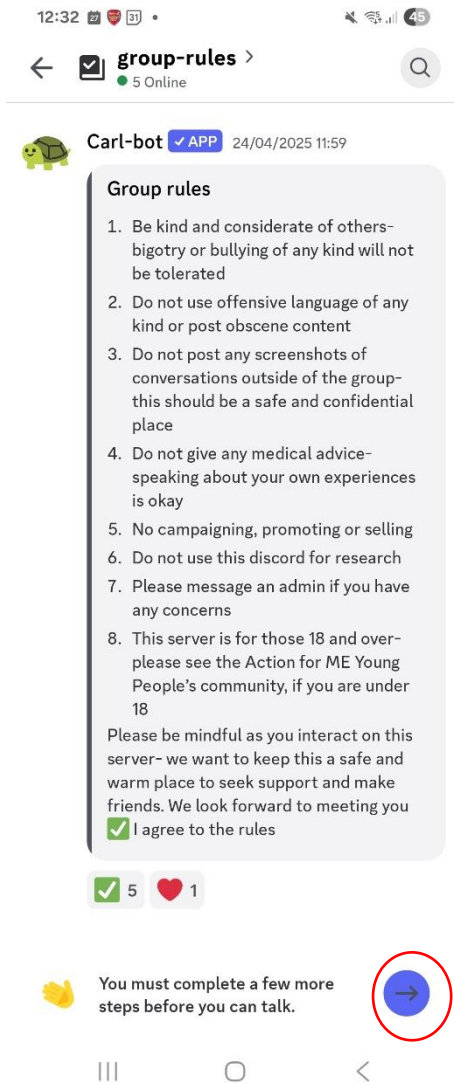 12:32
31
45
group-rules
5 Online
Carl-bot ✓ APP 24/04/2025 11:59
Group rules
1. Be kind and considerate of others-
bigotry or bullying of any kind will not
be tolerated
2. Do not use offensive language of any
kind or post obscene content
3. Do not post any screenshots of
conversations outside of the group-
this should be a safe and confidential
place
4. Do not give any medical advice-
speaking about your own experiences
is okay
5. No campaigning, promoting or selling
6. Do not use this discord for research
7. Please message an admin if you have
any concerns
8. This server is for those 18 and over-
please see the Action for ME Young
People's community, if you are under
18
Please be mindful as you interact on this
server- we want to keep this a safe and
warm place to seek support and make
friends. We look forward to meeting you
✅ I agree to the rules
✅ 5 ❤️ 1
You must complete a few more
steps before you can talk.